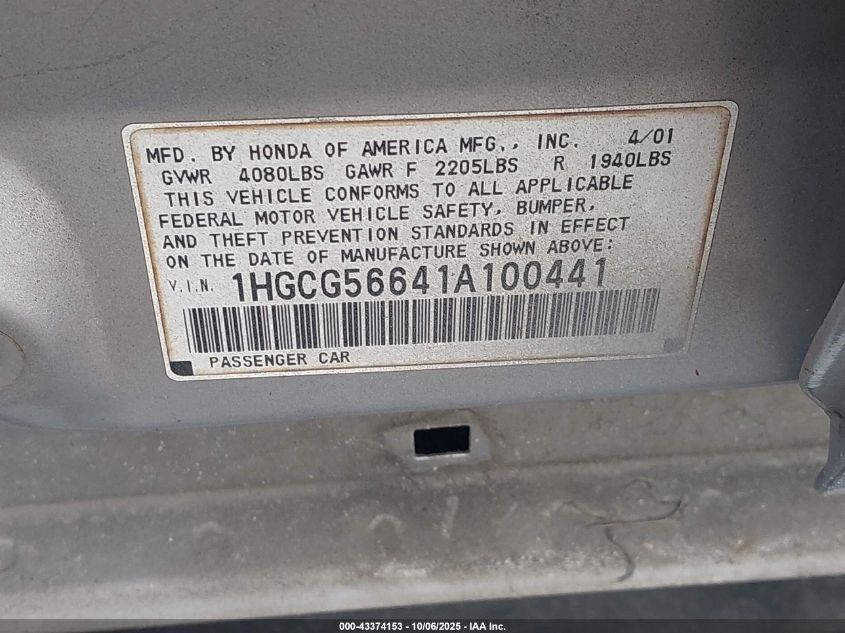 MFD. BY HONDA OF AMERICA MFG., INC. 4/01
GVWR 4080LBS GAWR F 2205LBS R 1940LBS
THIS VEHICLE CONFORMS TO ALL APPLICABLE
FEDERAL MOTOR VEHICLE SAFETY, BUMPER,
AND THEFT PREVENTION STANDARDS IN EFFECT
ON THE DATE OF MANUFACTURE SHOWN ABOVE:
V.I.N. 1HGCG56641A100441
PASSENGER CAR
000-43374153 - 10/06/2025 - IAA Inc.